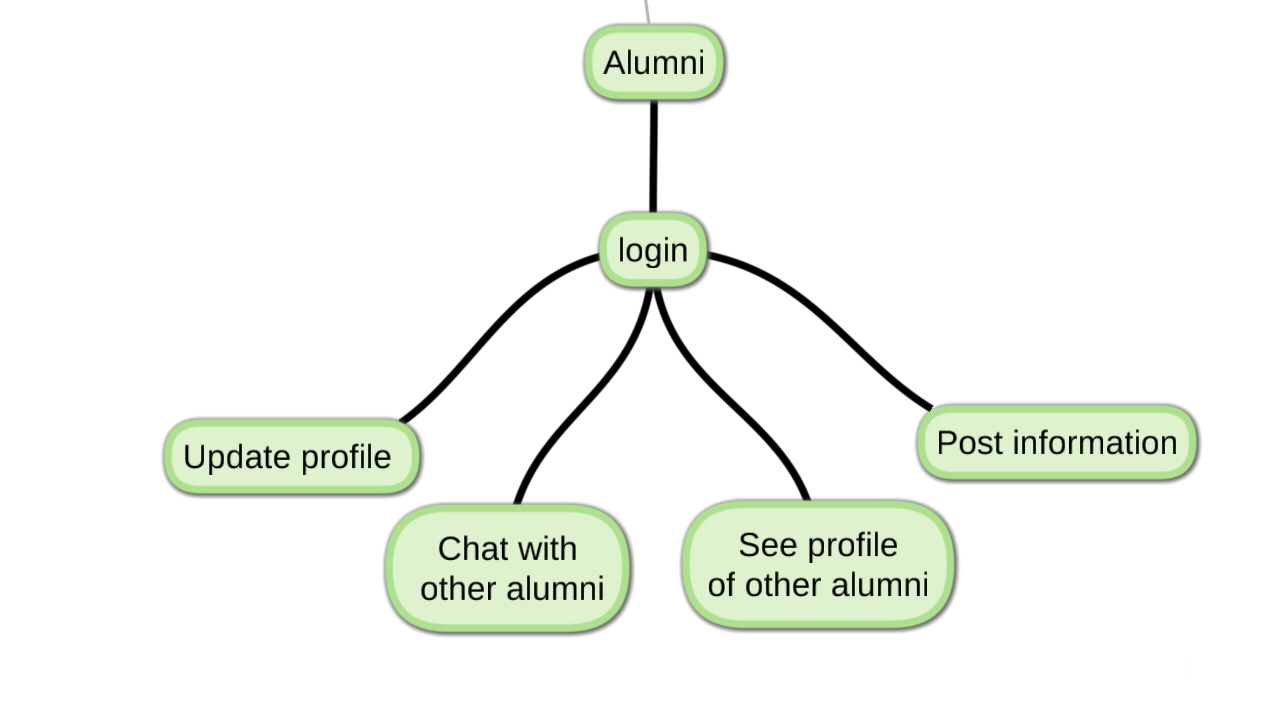 Alumni
login
Update profile
Post information
Chat with
other alumni
See profile
of other alumni